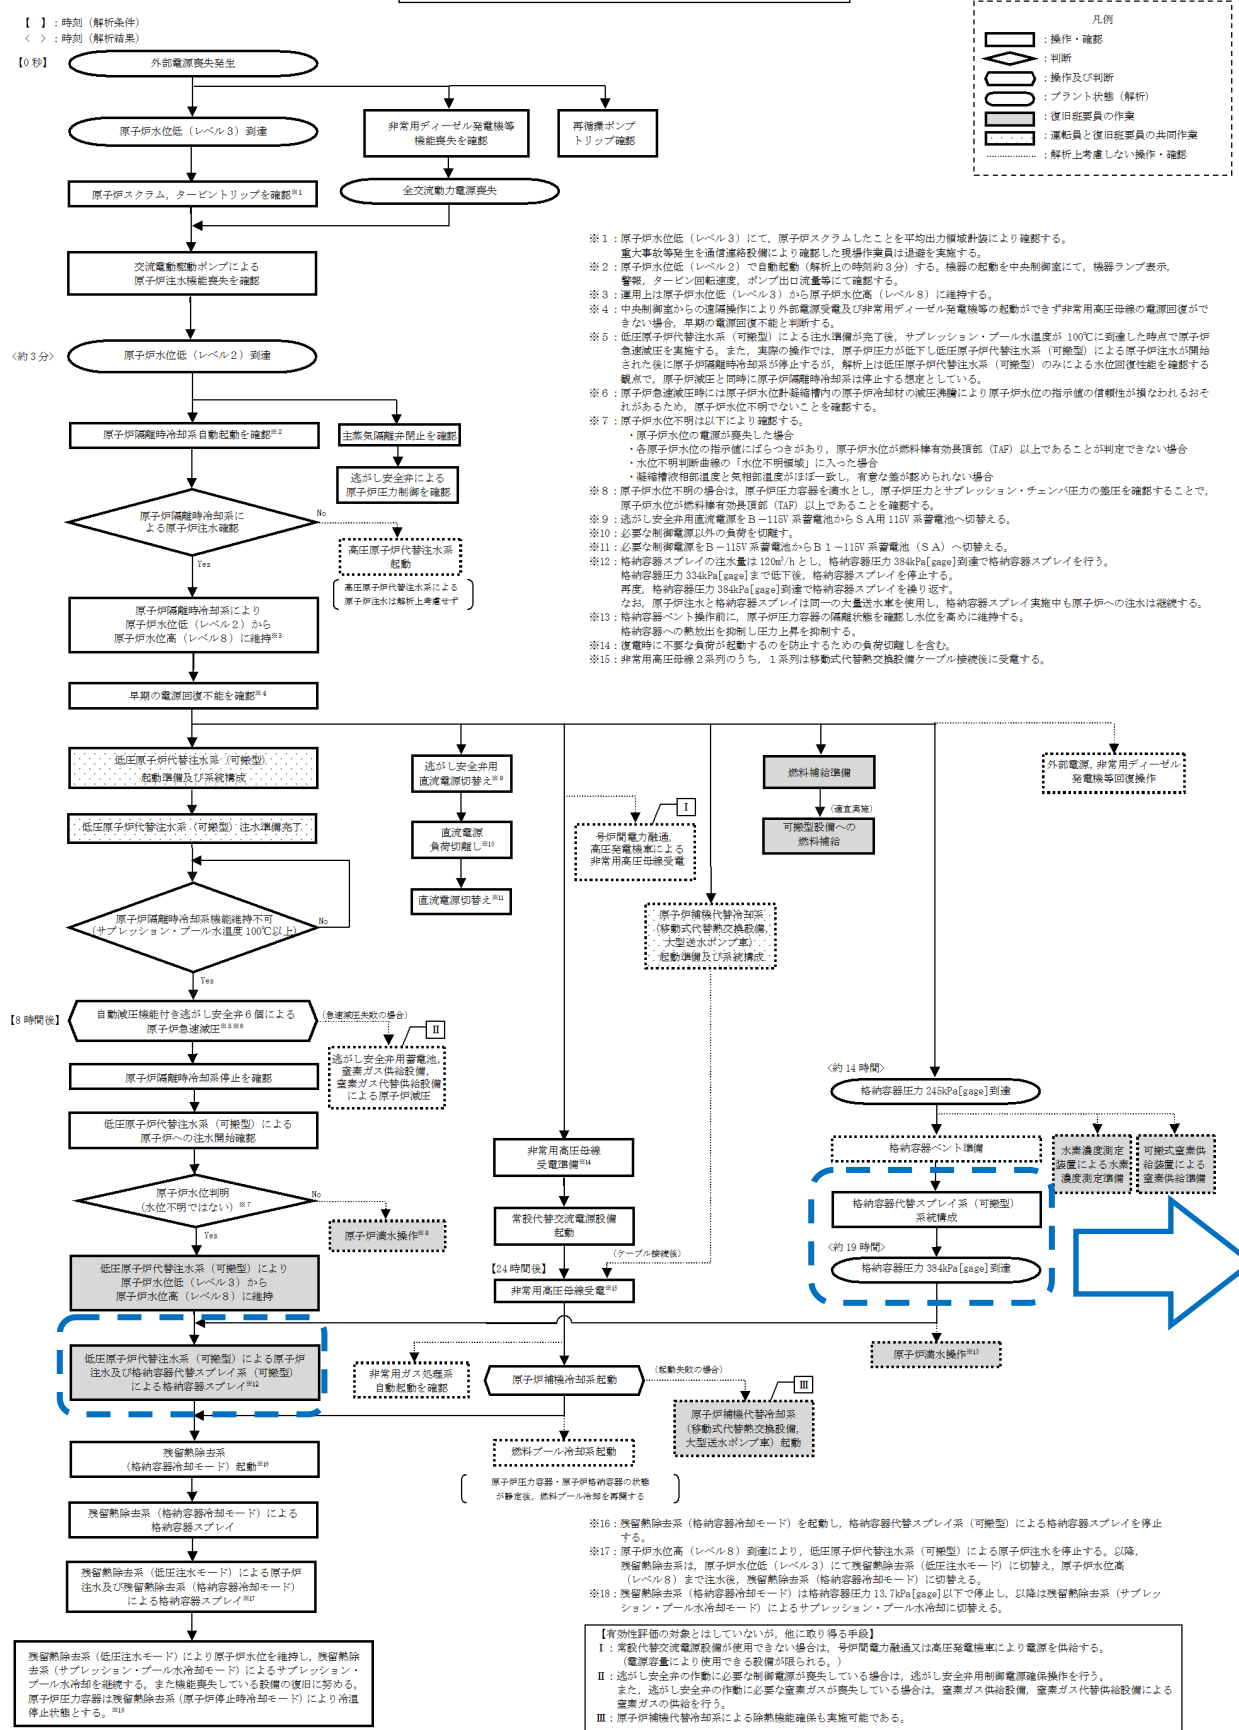 【　】：時刻（解析条件）
＜　＞：時刻（解析結果）
凡例
：操作・確認
：判断
：操作及び判断
：プラント状態（解析）
：復旧班要員の作業
：運転員と復旧班要員の共同作業
：解析上考慮しない操作・確認
【0秒】
外部電源喪失発生
原子炉水位低（レベル３）到達
非常用ディーゼル発電機等
機能喪失を確認
再循環ポンプ
トリップ確認
原子炉スクラム，タービントリップを確認※1
全交流動力電源喪失
交流電動駆動ポンプによる
原子炉注水機能喪失を確認
＜約３分＞
原子炉水位低（レベル２）到達
原子炉隔離時冷却系自動起動を確認※2
主蒸気隔離弁閉止を確認
逃がし安全弁による
原子炉圧力制御を確認
原子炉隔離時冷却系に
よる原子炉注水確認
No
Yes
高圧原子炉代替注水系
起動
高圧原子炉代替注水系による
原子炉注水は解析上考慮せず
原子炉隔離時冷却系により
原子炉水位低（レベル２）から
原子炉水位高（レベル８）に維持※3
早期の電源回復不能を確認※4
※１：原子炉水位低（レベル３）にて，原子炉スクラムしたことを平均出力領域計装により確認する。
重大事故等発生を通信連絡設備により確認した現場作業員は退避を実施する。
※２：原子炉水位低（レベル２）で自動起動（解析上の時刻約３分）する。機器の起動を中央制御室にて，機器ランプ表示，
警報，タービン回転速度，ポンプ出口流量等にて確認する。
※３：運用上は原子炉水位低（レベル３）から原子炉水位高（レベル８）に維持する。
※４：中央制御室からの遠隔操作により外部電源受電及び非常用ディーゼル発電機等の起動ができず非常用高圧母線の電源回復がで
きない場合，早期の電源回復不能と判断する。
※５：低圧原子炉代替注水系（可搬型）による注水準備が完了後，サプレッション・プール水温度が 100℃に到達した時点で原子炉
急速減圧を実施する。また，実際の操作では，原子炉圧力が低下し低圧原子炉代替注水系（可搬型）による原子炉注水が開始
された後に原子炉隔離時冷却系が停止するが，解析上は低圧原子炉代替注水系（可搬型）のみによる水位回復性能を確認する
観点で，原子炉減圧と同時に原子炉隔離時冷却系は停止する想定としている。
※６：原子炉急速減圧時には原子炉水位計凝縮槽内の原子炉冷却材の減圧沸騰により原子炉水位の指示値の信頼性が損なわれるおそ
れがあるため，原子炉水位不明でないことを確認する。
※７：原子炉水位不明は以下により確認する。
・原子炉水位の電源が喪失した場合
・各原子炉水位の指示値にばらつきがあり，原子炉水位が燃料棒有効長頂部（TAF）以上であることが判定できない場合
・水位不明判断曲線の「水位不明領域」に入った場合
・凝縮槽液相部温度と気相部温度がほぼ一致し，有意な差が認められない場合
※８：原子炉水位不明の場合は，原子炉圧力容器を満水とし，原子炉圧力とサプレッション・チェンバ圧力の差圧を確認することで，
原子炉水位が燃料棒有効長頂部（TAF）以上であることを確認する。
※９：逃がし安全弁用直流電源をＢ－115V系蓄電池からＳＡ用 115V 系蓄電池へ切替える。
※10：必要な制御電源以外の負荷を切離す。
※11：必要な制御電源をＢ－115V 系蓄電池からＢ１－115V 系蓄電池（ＳＡ）へ切替える。
※12：格納容器スプレイの注水量は 120m³/h とし，格納容器圧力 384kPa[gage]到達で格納容器スプレイを行う。
格納容器圧力 334kPa[gage]まで低下後，格納容器スプレイを停止する。
再度，格納容器圧力 384kPa[gage]到達で格納容器スプレイを繰り返す。
なお，原子炉注水と格納容器スプレイは同一の大量送水車を使用し，格納容器スプレイ実施中も原子炉への注水は継続する。
※13：格納容器ベント操作前に，原子炉圧力容器の隔離状態を確認し水位を高めに維持する。
格納容器への熱放出を抑制し圧力上昇を抑制する。
※14：復電時に不要な負荷が起動するのを防止するための負荷切離しを含む。
※15：非常用高圧母線２系列のうち，１系列は移動式代替熱交換設備ケーブル接続後に受電する。
低圧原子炉代替注水系（可搬型）
起動準備及び系統構成
逃がし安全弁用
直流電源切替え※9
燃料補給準備
外部電源，非常用ディーゼル
発電機等回復操作
（適宜実施）
Ⅰ
低圧原子炉代替注水系（可搬型）注水準備完了
直流電源
負荷切離し※10
号炉間電力融通，
高圧発電機車による
非常用高圧母線受電
可搬型設備への
燃料補給
直流電源切替え※11
原子炉隔離時冷却系機能維持不可
（サプレッション・プール水温度 100℃以上）
No
Yes
原子炉補機代替冷却系
（移動式代替熱交換設備，
大型送水ポンプ車）
起動準備及び系統構成
【8時間後】
自動減圧機能付き逃がし安全弁６個による
原子炉急速減圧※5※6
（急速減圧失敗の場合）
Ⅱ
逃がし安全弁用蓄電池，
窒素ガス供給設備，
窒素ガス代替供給設備
による原子炉減圧
原子炉隔離時冷却系停止を確認
＜約 14 時間＞
格納容器圧力 245kPa[gage]到達
低圧原子炉代替注水系（可搬型）による
原子炉への注水開始確認
非常用高圧母線
受電準備※14
格納容器ベント準備
水素濃度測定
装置による水素
濃度測定準備
可搬式窒素供
給装置による
窒素供給準備
原子炉水位判明
（水位不明ではない）※7
No
Yes
原子炉満水操作※8
常設代替交流電源設備
起動
格納容器代替スプレイ系（可搬型）
系統構成
（ケーブル接続後）
＜約 19 時間＞
格納容器圧力 384kPa[gage]到達
低圧原子炉代替注水系（可搬型）により
原子炉水位低（レベル３）から
原子炉水位高（レベル８）に維持
【24時間後】
非常用高圧母線受電※15
原子炉満水操作※13
低圧原子炉代替注水系（可搬型）による原子炉
注水及び格納容器代替スプレイ系（可搬型）
による格納容器スプレイ※12
非常用ガス処理系
自動起動を確認
原子炉補機冷却系起動
（起動失敗の場合）
Ⅲ
原子炉補機代替冷却系
（移動式代替熱交換設備，
大型送水ポンプ車）起動
残留熱除去系
（格納容器冷却モード）起動※16
燃料プール冷却系起動
原子炉圧力容器・原子炉格納容器の状態
が静定後，燃料プール冷却を再開する
残留熱除去系（格納容器冷却モード）による
格納容器スプレイ
残留熱除去系（低圧注水モード）による原子炉
注水及び残留熱除去系（格納容器冷却モード）
による格納容器スプレイ※17
※16：残留熱除去系（格納容器冷却モード）を起動し，格納容器代替スプレイ系（可搬型）による格納容器スプレイを停止
する。
※17：原子炉水位高（レベル８）到達により，低圧原子炉代替注水系（可搬型）による原子炉注水を停止する。以降，
残留熱除去系は，原子炉水位低（レベル３）にて残留熱除去系（低圧注水モード）に切替え，原子炉水位高
（レベル８）まで注水後，残留熱除去系（格納容器冷却モード）に切替える。
※18：残留熱除去系（格納容器冷却モード）は格納容器圧力 13.7kPa[gage]以下で停止し，以降は残留熱除去系（サプレッ
ション・プール水冷却モード）によるサプレッション・プール水冷却に切替える。
残留熱除去系（低圧注水モード）により原子炉水位を維持し，残留熱除
去系（サプレッション・プール水冷却モード）によるサプレッション・
プール水冷却を継続する。また機能喪失している設備の復旧に努める。
原子炉圧力容器は残留熱除去系（原子炉停止時冷却モード）により冷温
停止状態とする。※18
【有効性評価の対象とはしていないが，他に取り得る手段】
Ⅰ：常設代替交流電源設備が使用できない場合は，号炉間電力融通又は高圧発電機車により電源を供給する。
（電源容量により使用できる設備が限られる。）
Ⅱ：逃がし安全弁の作動に必要な制御電源が喪失している場合は，逃がし安全弁用制御電源確保操作を行う。
また，逃がし安全弁の作動に必要な窒素ガスが喪失している場合は，窒素ガス供給設備，窒素ガス代替供給設備による
窒素ガスの供給を行う。
Ⅲ：原子炉補機代替冷却系による除熱機能確保も実施可能である。